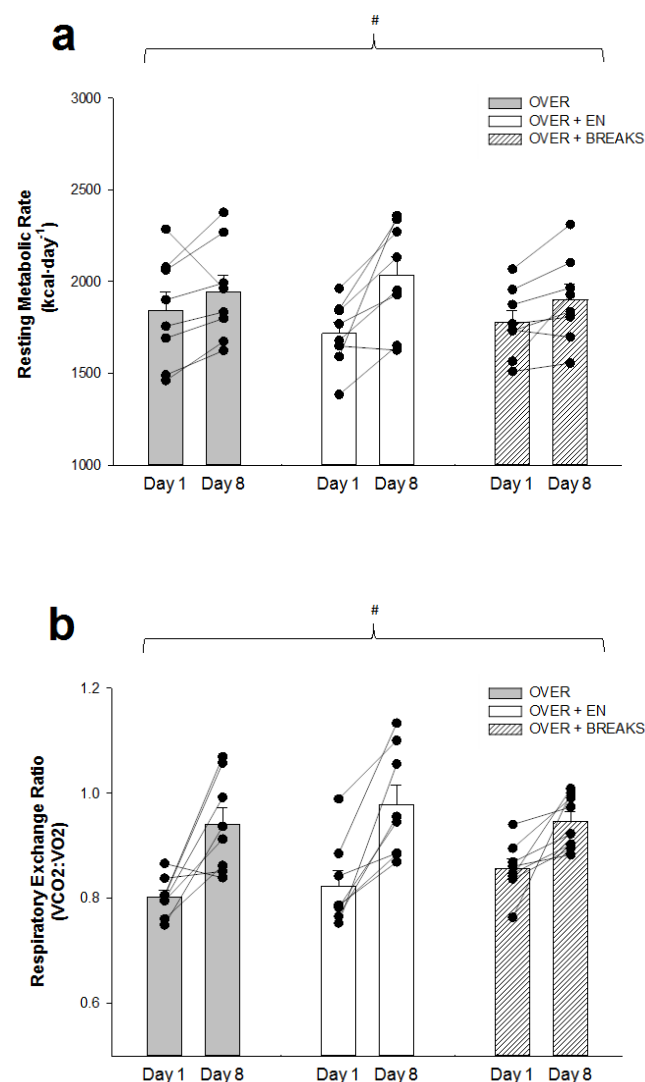 a
#
OVER
OVER + EN
OVER + BREAKS
Resting Metabolic Rate
(kcal·day⁻¹)
3000
2500
2000
1500
1000
Day 1 Day 8 Day 1 Day 8 Day 1 Day 8
b
#
OVER
OVER + EN
OVER + BREAKS
Respiratory Exchange Ratio
(VCO2:VO2)
1.2
1.0
0.8
0.6
Day 1 Day 8 Day 1 Day 8 Day 1 Day 8